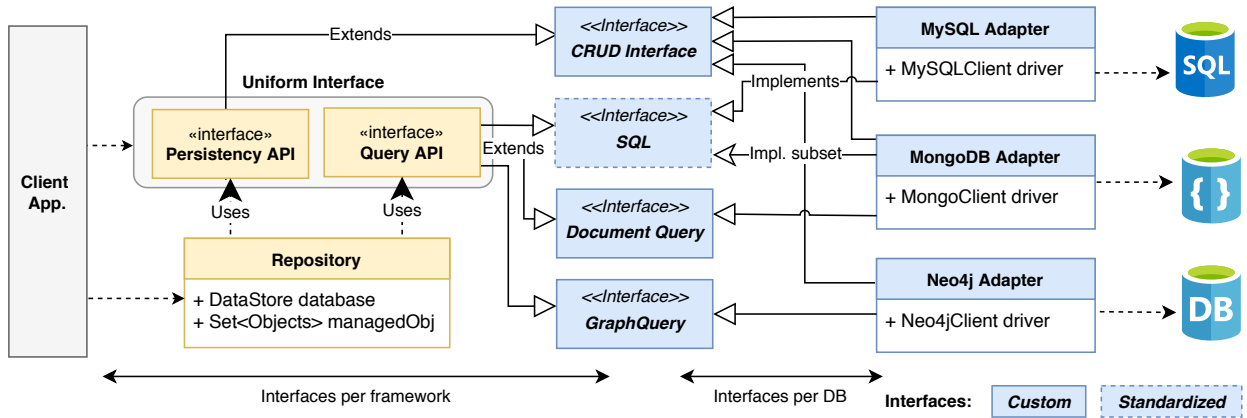 Client
App.
Uniform Interface
«interface»
Persistency API
«interface»
Query API
Extends
Extends
Uses
Uses
Repository
+ DataStore database
+ Set<Objects> managedObj
<<Interface>>
CRUD Interface
<<Interface>>
SQL
<<Interface>>
Document Query
<<Interface>>
GraphQuery
Implements
Impl. subset
MySQL Adapter
+ MySQLClient driver
MongoDB Adapter
+ MongoClient driver
Neo4j Adapter
+ Neo4jClient driver
SQL
{ }
DB
Interfaces per framework
Interfaces per DB
Interfaces:
Custom
Standardized